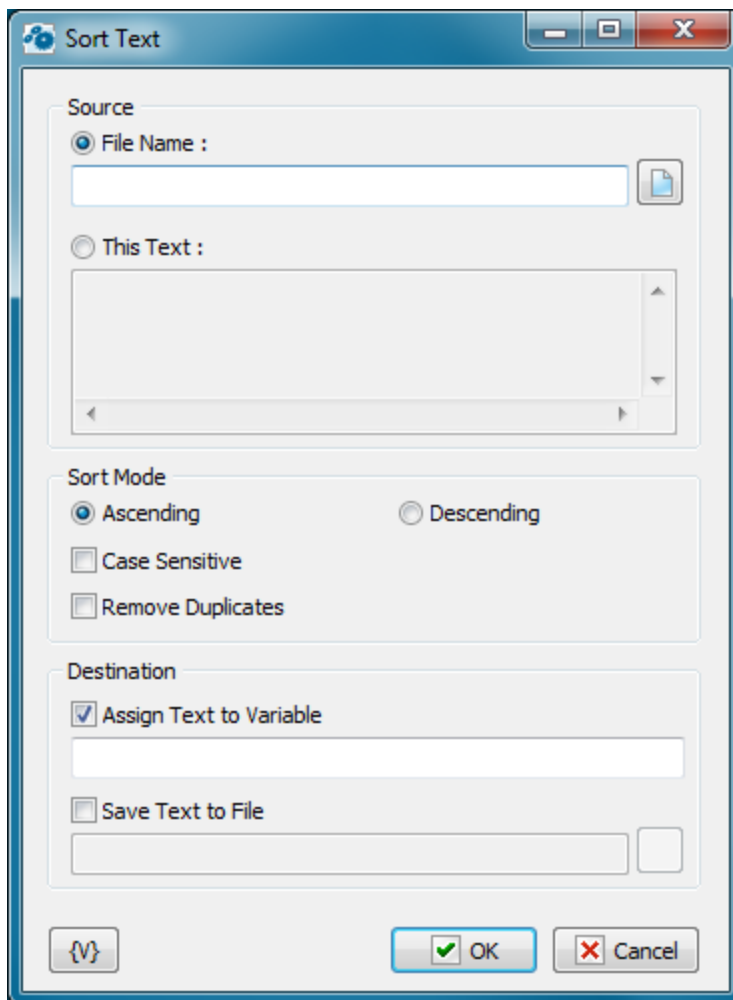 Sort Text
Source
File Name :
This Text :
Sort Mode
Ascending Descending
Case Sensitive
Remove Duplicates
Destination
Assign Text to Variable
Save Text to File
{V} OK Cancel